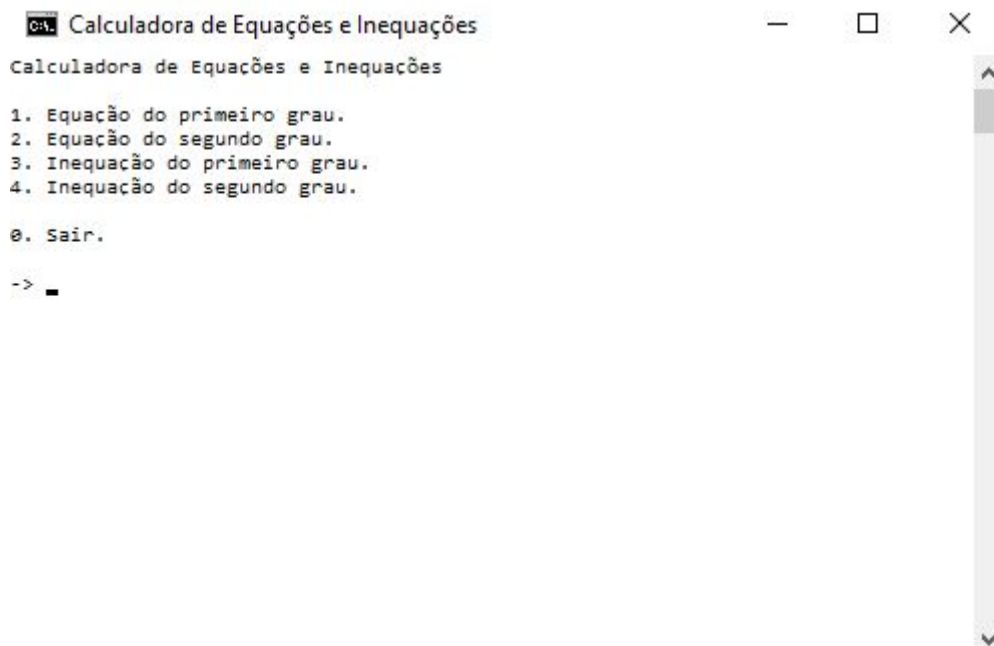 C:\. Calculadora de Equações e Inequações
Calculadora de Equações e Inequações
1. Equação do primeiro grau.
2. Equação do segundo grau.
3. Inequação do primeiro grau.
4. Inequação do segundo grau.
0. Sair.
->